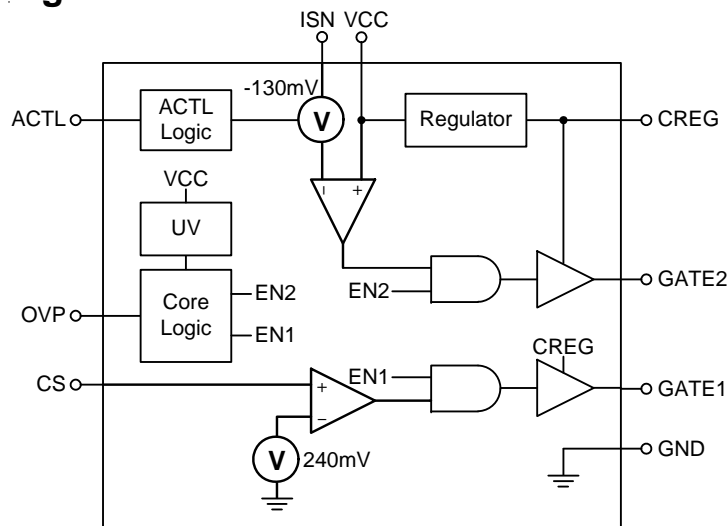 ISN VCC
-130mV
ACTL
ACTL
Logic
V
Regulator
CREG
VCC
UV
− +
EN2
GATE2
OVP
Core
Logic
EN2
EN1
CREG
CS
+
−
EN1
GATE1
V 240mV
GND